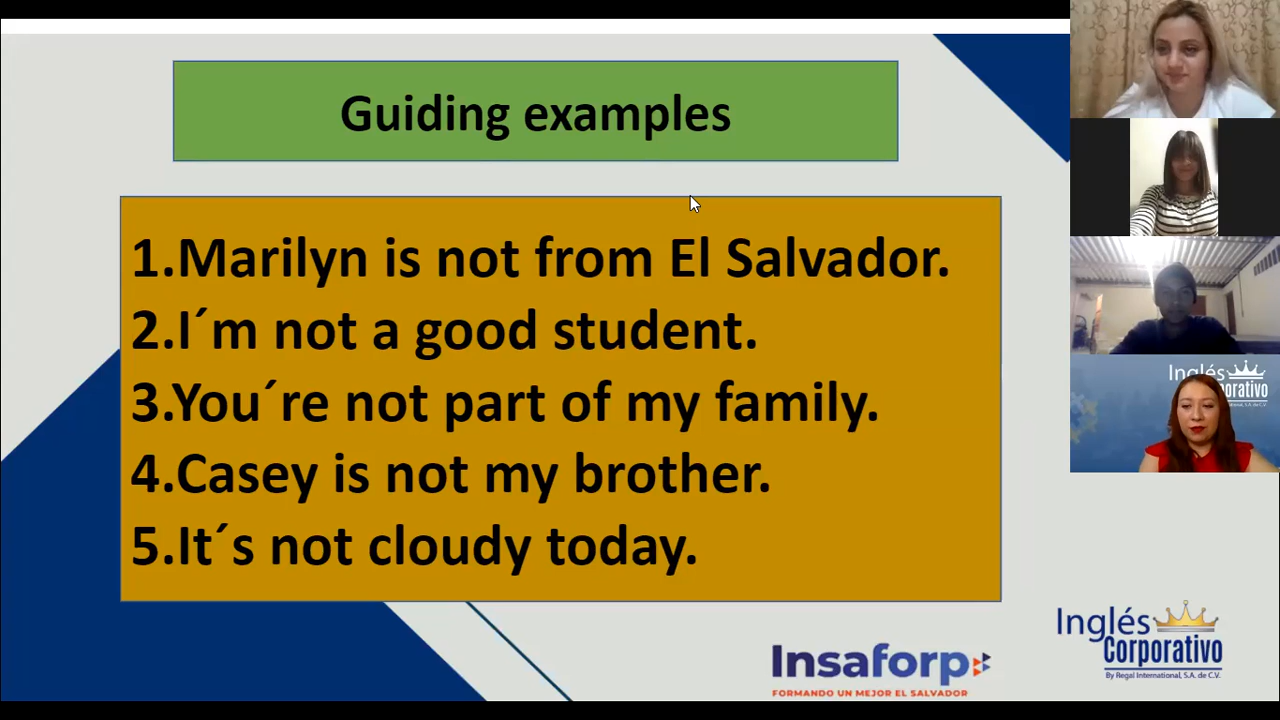 Guiding examples
1.Marilyn is not from El Salvador.
2.I´m not a good student.
3.You´re not part of my family.
4.Casey is not my brother.
5.It´s not cloudy today.
Insaforp
FORMANDO UN MEJOR EL SALVADOR
Inglés
Corporativo
By Regal International, S.A. de C.V.
Inglés